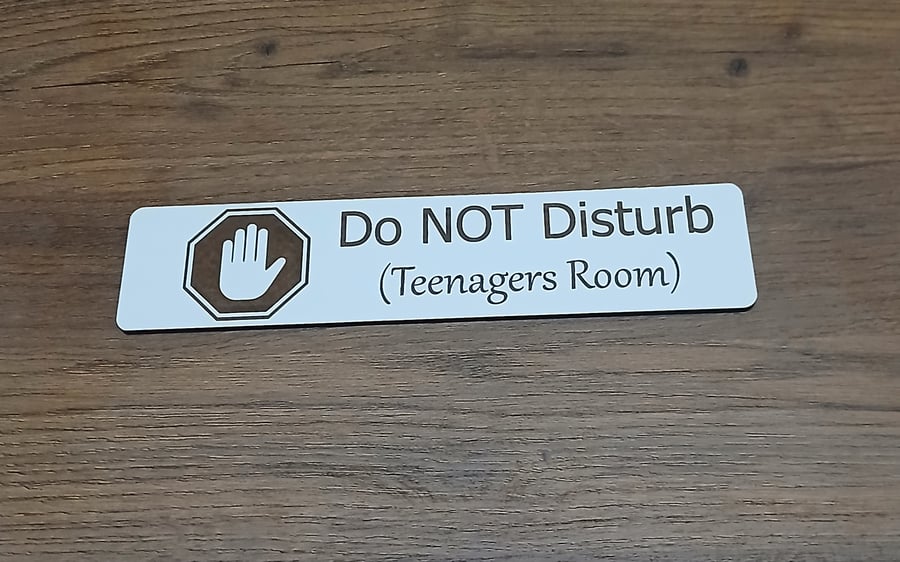 Do NOT Disturb
(Teenagers Room)